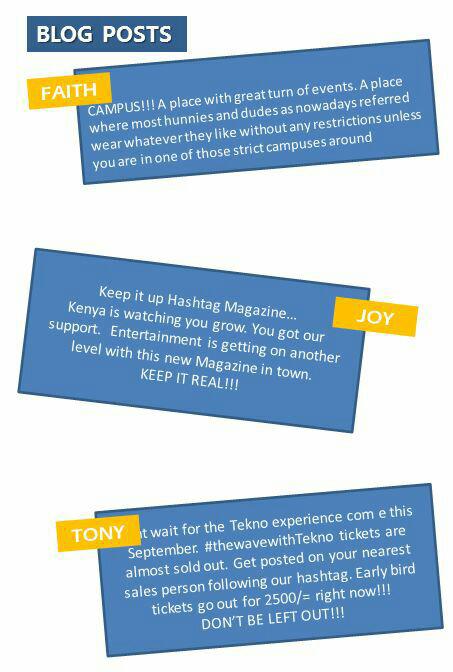 BLOG POSTS
FAITH
CAMPUS!!! A place with great turn of events. A place
where most hunnies and dudes as nowadays referred
wear whatever they like without any restrictions unless
you are in one of those strict campuses around
Keep it up Hashtag Magazine...
Kenya is watching you grow. You got our
support. Entertainment is getting on another
level with this new Magazine in town.
KEEP IT REAL!!!
JOY
TONY
wait for the Tekno experience com e this
September. #thewavewithTekno tickets are
almost sold out. Get posted on your nearest
sales person following our hashtag. Early bird
tickets go out for 2500/= right now!!!
DON'T BE LEFT OUT!!!